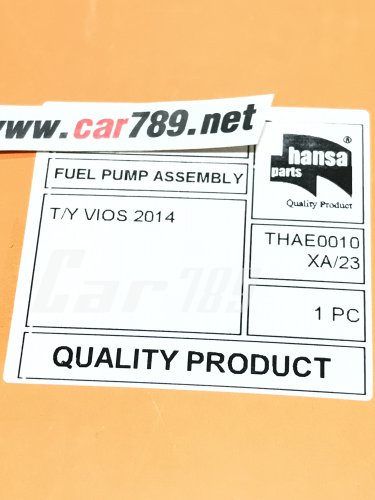 www.car789.net
hansa
®
parts
FUEL PUMP ASSEMBLY
Quality Product
T/Y VIOS 2014
THAE0010
XA/23
Car 789
1 PC
QUALITY PRODUCT